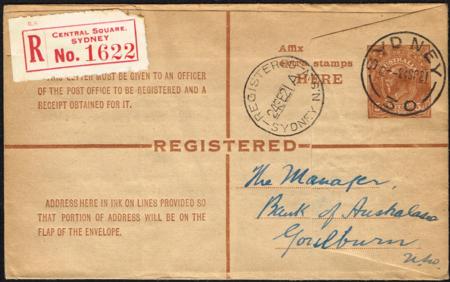 CENTRAL SQUARE,
SYDNEY
R No. 1622
LETTER MUST BE GIVEN TO AN OFFICER
OF THE POST OFFICE TO BE REGISTERED AND A
RECEIPT OBTAINED FOR IT.
Affix
stamps
HERE
REGISTERED
SYDNEY
SYDNEY
S.O.
REGISTERED
ADDRESS HERE IN INK ON LINES PROVIDED SO
THAT PORTION OF ADDRESS WILL BE ON THE
FLAP OF THE ENVELOPE.
The Manager,
Bank of Australasia
Goulburn
NSW